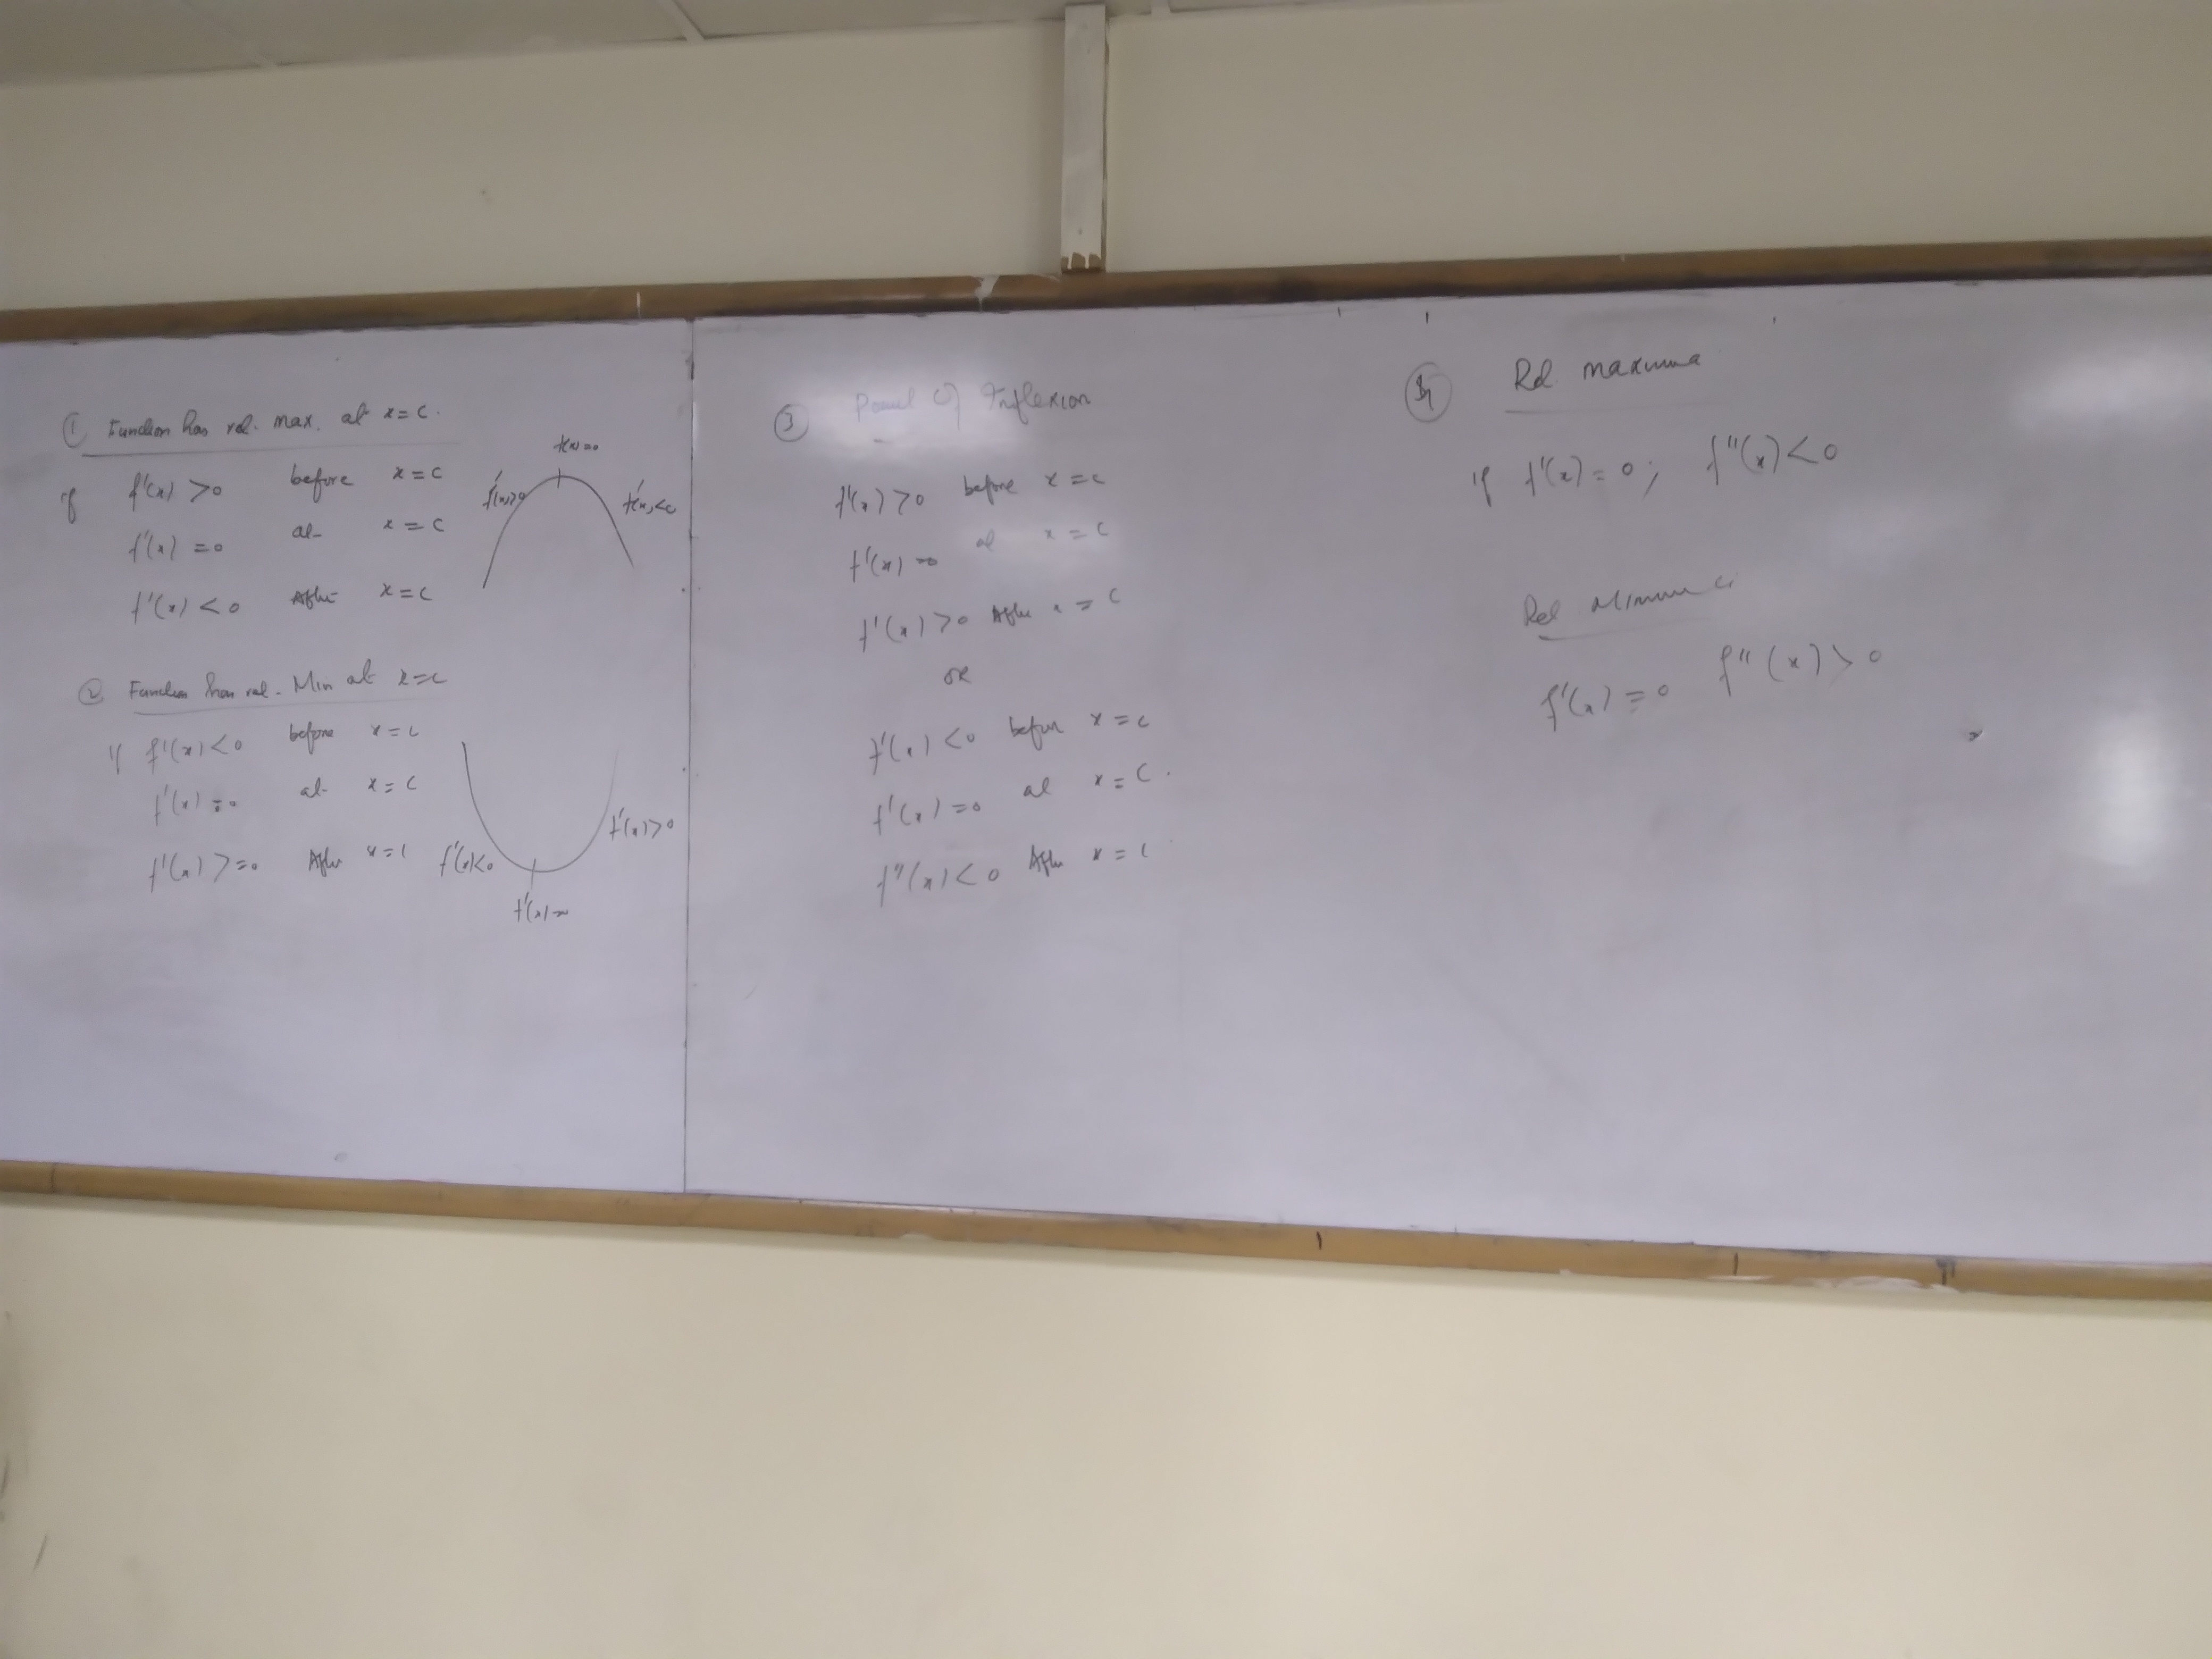 ① Function has rel. max. at x=c.
if f'(x) >0 before x=c
f'(x) =0 at x=c
f'(x) <0 After x=c
f(x)=0
f'(x)>0
f'(x)<0
② Function has rel. Min at x=c
if f'(x)<0 before x=c
f'(x)=0 at x=c
f'(x) >=0 After x=c
f'(x)<0
f'(x)>0
f'(x)=0
③ Point of Inflexion
f'(x) >0 before x=c
f'(x)=0 at x=c
f'(x) >0 After x=c
OR
f'(x) <0 before x=c
f'(x)=0 at x=c.
f''(x)<0 After x=c
Rel. maxima
if f'(x)=0; f''(x)<0
Rel Minima
f'(x)=0 f''(x)>0